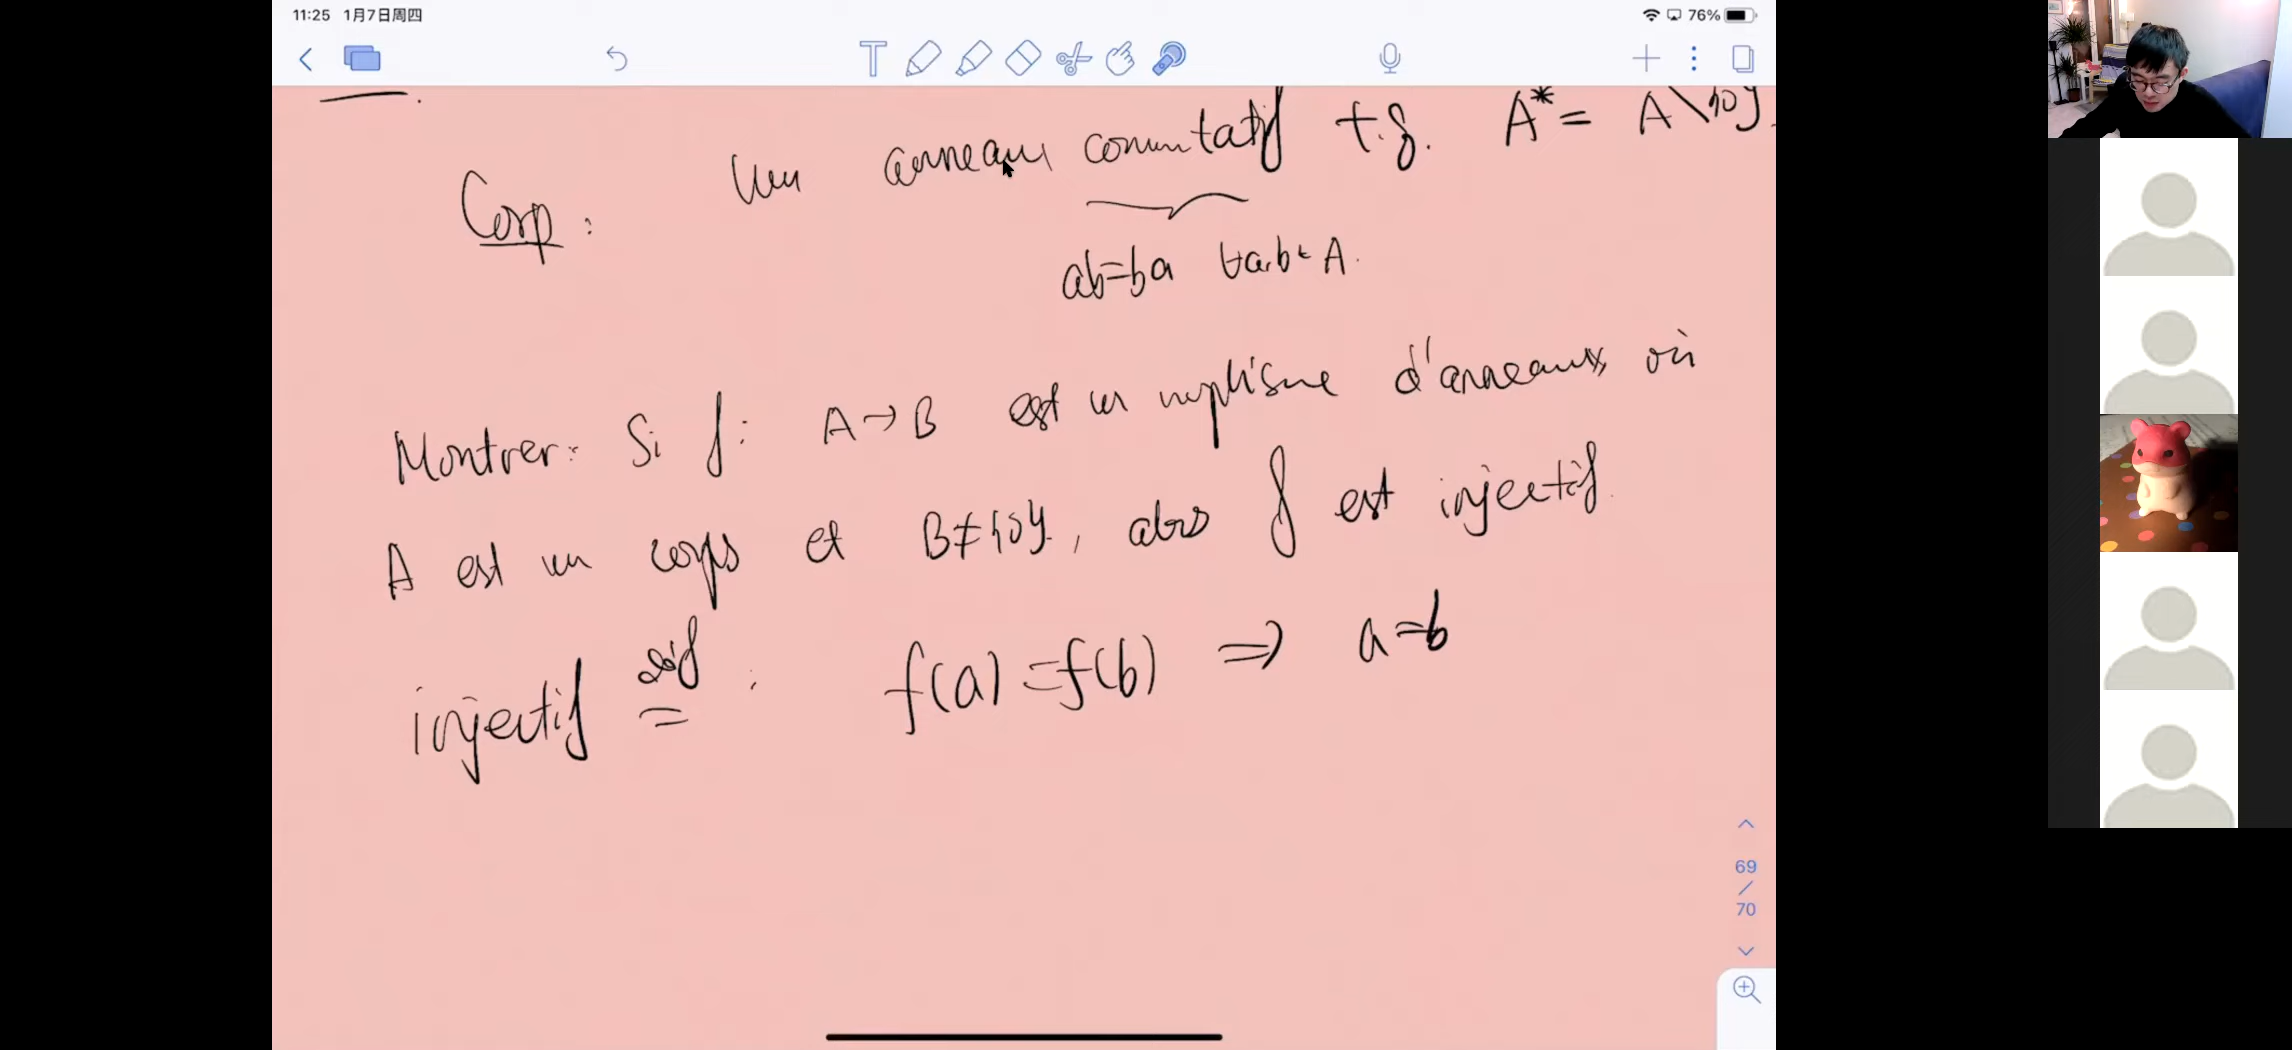 11:25 1月7日周四
76%
Corp : Un anneau commutatif t.q. A* = A\{0}.
ab=ba ∀a,b∈A.
Montrer: Si f: A→B est un morphisme d'anneaux, où
A est un corps et B≠{0}, alors f est injectif.
injectif déf = : f(a)=f(b) ⇒ a=b
69
/
70